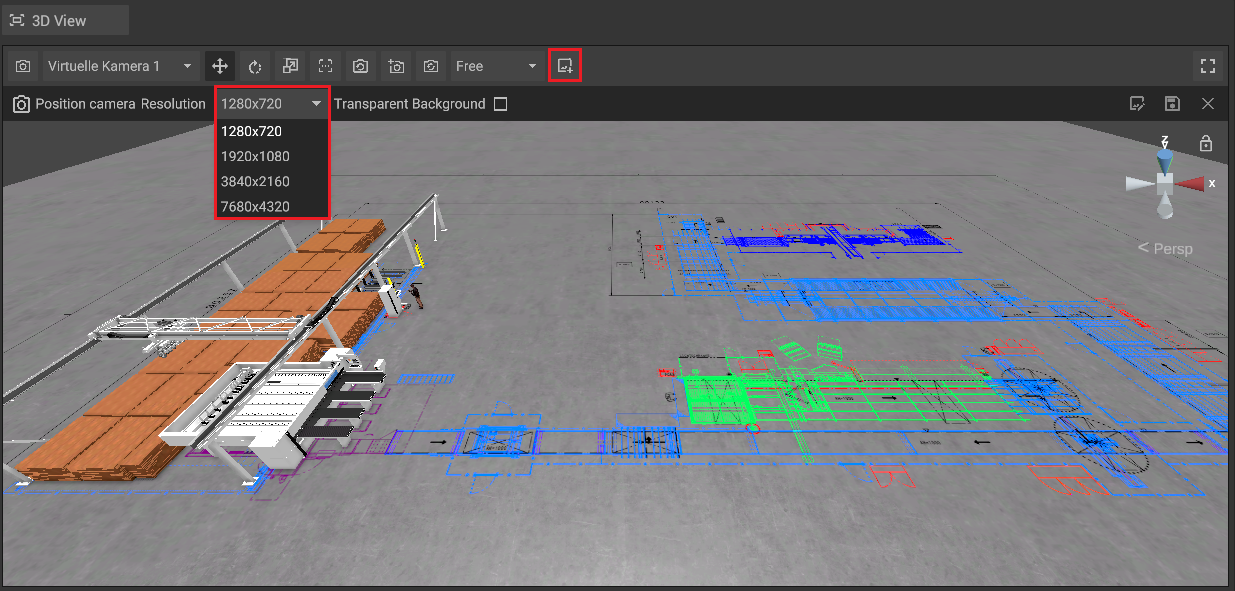 3D View
Virtuelle Kamera 1 Free
Position camera Resolution 1280x720 Transparent Background
1280x720
1920x1080
3840x2160
7680x4320
Z
Y
X
< Persp